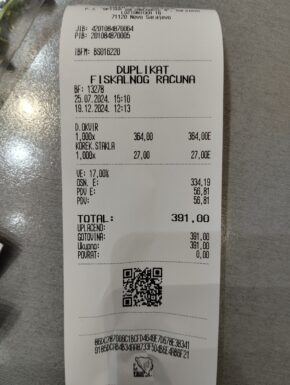 71120 Novo Sarajevo
JIB: 4201084870064
PIB: 201084870005
IBFM: BS016220
DUPLIKAT
FISKALNOG RAČUNA
BF: 13278
25.07.2024. 15:10
19.12.2024. 12:13
D.OKVIR
1,000x 364,00 364,00E
KOREK.STAKLA
1,000x 27,00 27,00E
VE: 17,00%
OSN. E: 334,19
PDV E: 56,81
PDV: 56,81
TOTAL: 391,00
UPLAĆENO:
GOTOVINA: 391,00
Ukupno: 391,00
POVRAT: 0,00